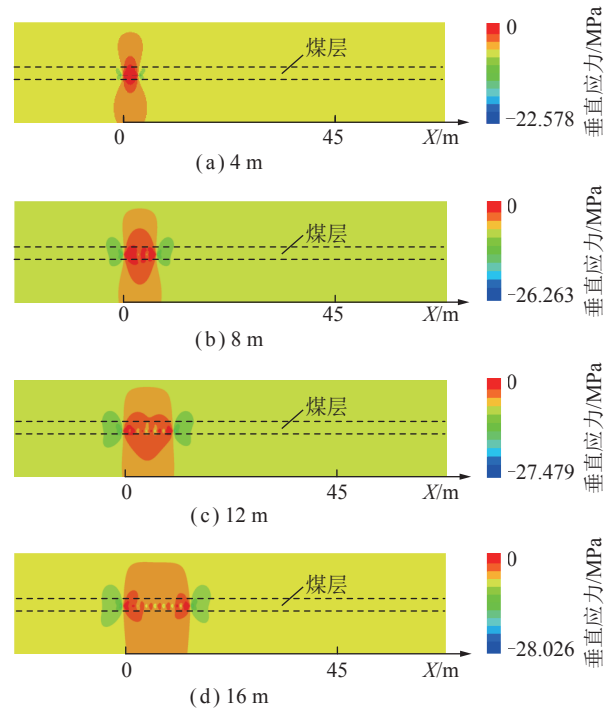 煤层
0
45
X/m
0
−22.578
垂直应力/MPa
(a) 4 m
煤层
0
45
X/m
0
−26.263
垂直应力/MPa
(b) 8 m
煤层
0
45
X/m
0
−27.479
垂直应力/MPa
(c) 12 m
煤层
0
45
X/m
0
−28.026
垂直应力/MPa
(d) 16 m